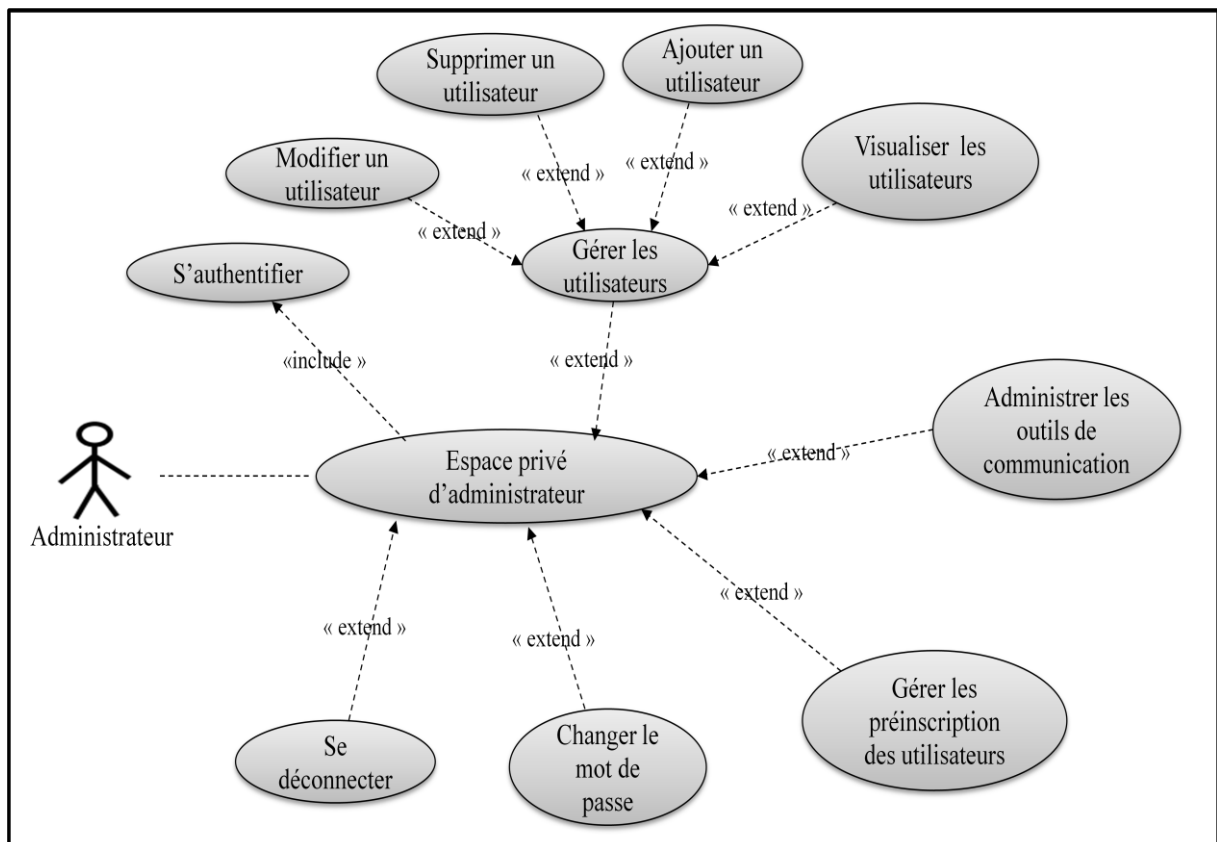 Supprimer un
utilisateur
Ajouter un
utilisateur
Modifier un
utilisateur
Visualiser les
utilisateurs
« extend »
« extend »
« extend »
« extend »
Gérer les
utilisateurs
S’authentifier
«include »
« extend »
Administrer les
outils de
communication
Espace privé
d’administrateur
« extend »
Administrateur
« extend »
« extend »
« extend »
Gérer les
préinscription
des utilisateurs
Se
déconnecter
Changer le
mot de
passe